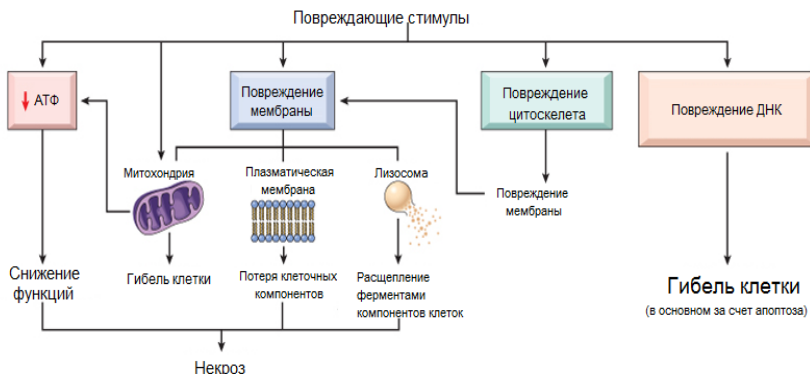 Повреждающие стимулы
↓ АТФ
Повреждение
мембраны
Повреждение
цитоскелета
Повреждение ДНК
Митохондрия
Плазматическая
мембрана
Лизосома
Повреждение
мембраны
Снижение
функций
Гибель клетки
Потеря клеточных
компонентов
Расщепление
ферментами
компонентов клеток
Гибель клетки
(в основном за счет апоптоза)
Некроз